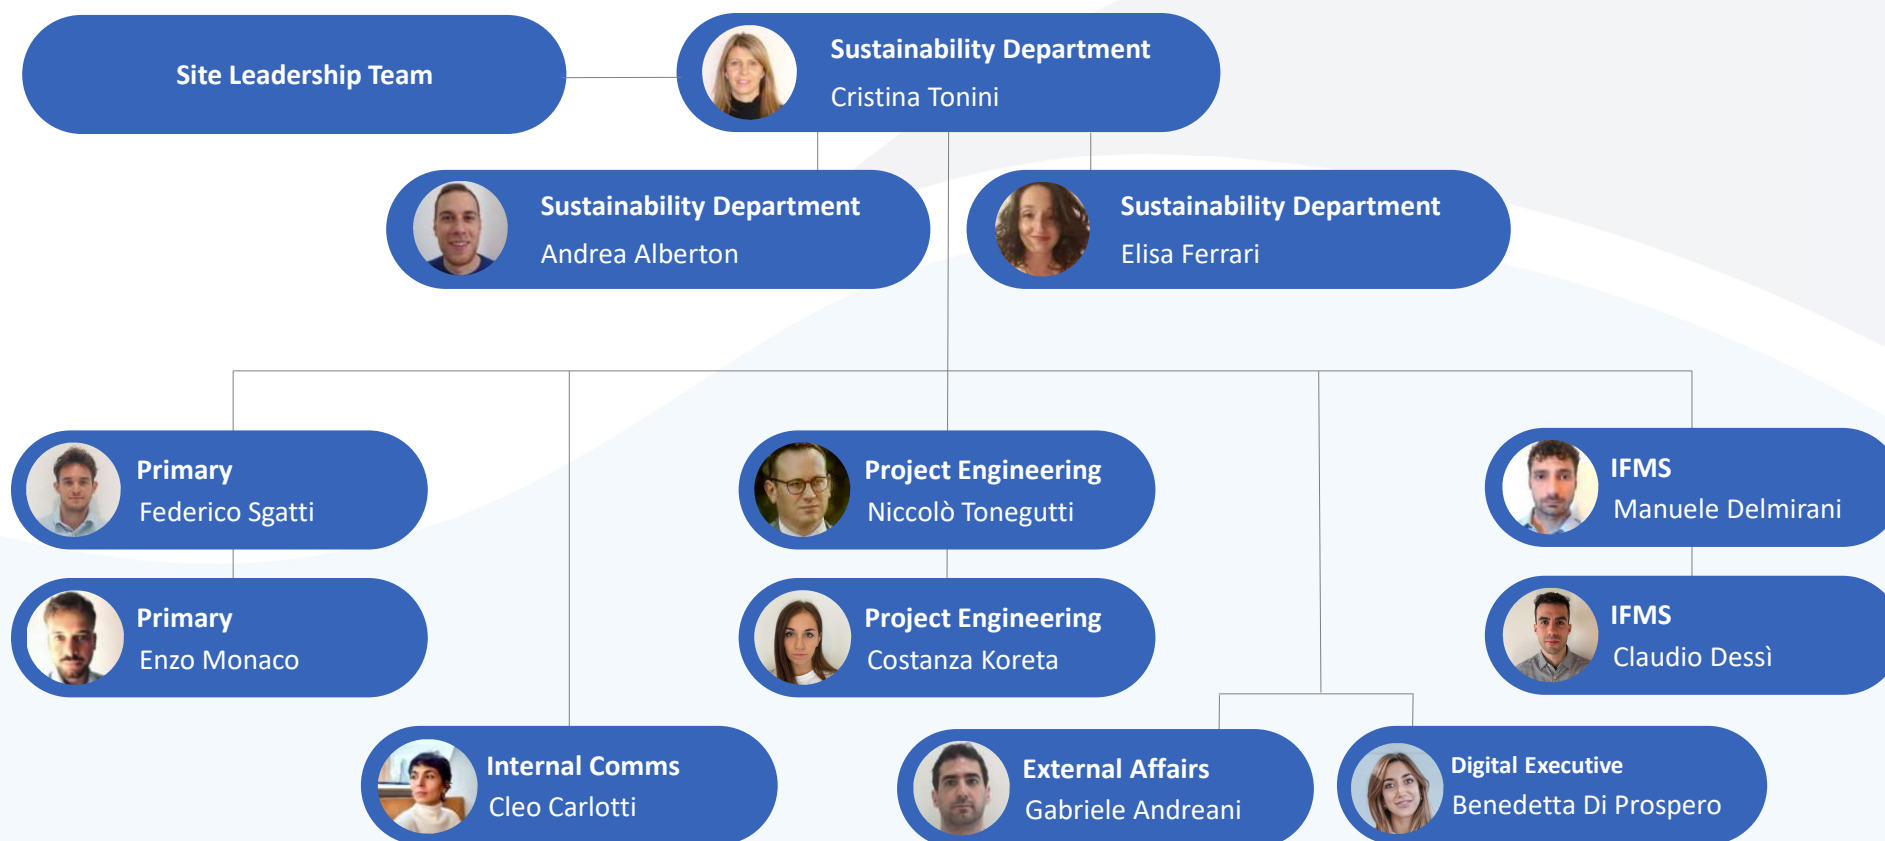 Site Leadership Team
Sustainability Department
Cristina Tonini
Sustainability Department
Andrea Alberton
Sustainability Department
Elisa Ferrari
Primary
Federico Sgatti
Project Engineering
Niccolò Tonegutti
IFMS
Manuele Delmirani
Primary
Enzo Monaco
Project Engineering
Costanza Koreta
IFMS
Claudio Dessì
Internal Comms
Cleo Carlotti
External Affairs
Gabriele Andreani
Digital Executive
Benedetta Di Prospero